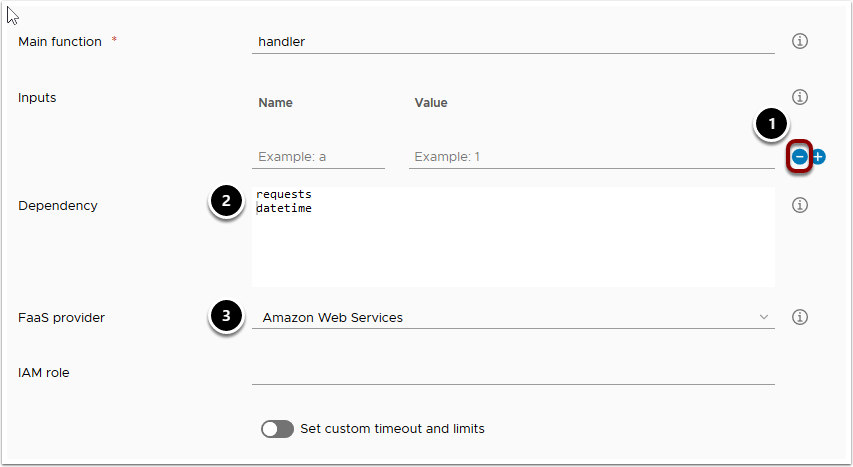 Main function * handler
Inputs
Name Value
1
Example: a Example: 1
Dependency 2 requests
datetime
FaaS provider 3 Amazon Web Services
IAM role
Set custom timeout and limits